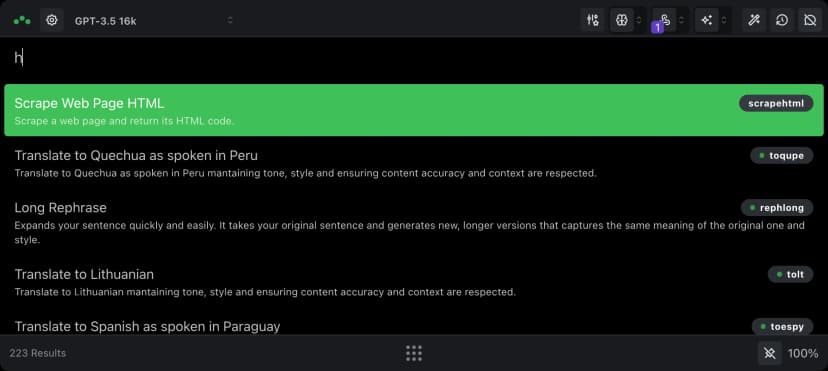 GPT-3.5 16k
1
h
Scrape Web Page HTML
scrapehtml
Scrape a web page and return its HTML code.
Translate to Quechua as spoken in Peru
toqupe
Translate to Quechua as spoken in Peru mantaining tone, style and ensuring content accuracy and context are respected.
Long Rephrase
rephlong
Expands your sentence quickly and easily. It takes your original sentence and generates new, longer versions that captures the same meaning of the original one and
style.
Translate to Lithuanian
tolt
Translate to Lithuanian mantaining tone, style and ensuring content accuracy and context are respected.
Translate to Spanish as spoken in Paraguay
toespy
223 Results
100%